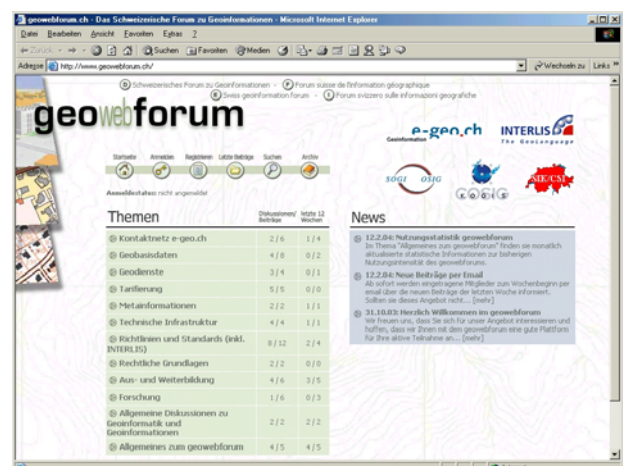 geowebforum.ch - Das Schweizerische Forum zu Geoinformationen - Microsoft Internet Explorer
Datei Bearbeiten Ansicht Favoriten Extras ?
Zurück Suchen Favoriten Medien
Adresse http://www.geowebforum.ch/ Wechseln zu Links »
D Schweizerisches Forum zu Geoinformationen - F Forum suisse de l'information géographique
E Swiss geoinformation forum - I Forum svizzero sulle informazioni geografiche
geowebforum
Geoinformation e-geo.ch
INTERLIS
The GeoLanguage
Startseite Anmelden Registrieren Letzte Beiträge Suchen Archiv
SOGI OSIG
COSIG
KOGIS
SIK/CSI
Anmeldestatus: nicht angemeldet
Themen Diskussionen/Beiträge letzte 12 Wochen
Kontaktnetz e-geo.ch 2/6 1/4
Geobasisdaten 4/8 0/2
Geodienste 3/4 0/1
Tarifierung 5/5 0/0
Metainformationen 2/2 1/1
Technische Infrastruktur 4/4 1/1
Richtlinien und Standards (inkl. INTERLIS) 8/12 2/4
Rechtliche Grundlagen 2/2 0/0
Aus- und Weiterbildung 4/6 3/5
Forschung 1/6 0/3
Allgemeine Diskussionen zu
Geoinformatik und
Geoinformationen 2/2 2/2
Allgemeines zum geowebforum 4/5 4/5
News
12.2.04: Nutzungsstatistik geowebforum
Im Thema "Allgemeines zum geowebforum" finden sie monatlich
aktualisierte statistische Informationen zur bisherigen
Nutzungsintensität des geowebforums.
12.2.04: Neue Beiträge per Email
Ab sofort werden eingetragene Mitglieder zum Wochenbeginn per
email über die neuen Beiträge der letzten Woche informiert.
Sollten sie dieses Angebot nicht... [mehr]
31.10.03: Herzlich Willkommen im geowebforum
Wir freuen uns, dass Sie sich für unser Angebot interessieren und
hoffen, dass wir Ihnen mit dem geowebforum eine gute Plattform
für Ihre aktive Teilnahme an... [mehr]